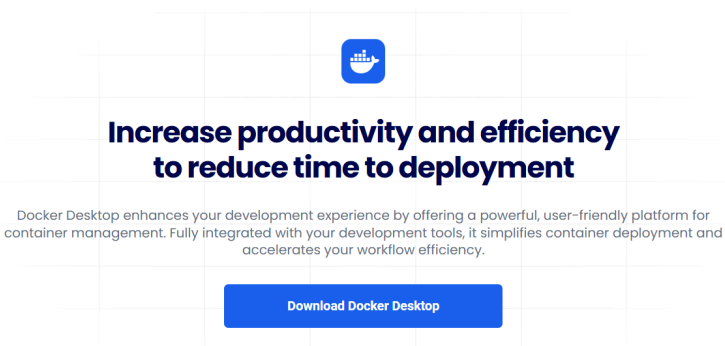 Increase productivity and efficiency
to reduce time to deployment
Docker Desktop enhances your development experience by offering a powerful, user-friendly platform for
container management. Fully integrated with your development tools, it simplifies container deployment and
accelerates your workflow efficiency.
Download Docker Desktop